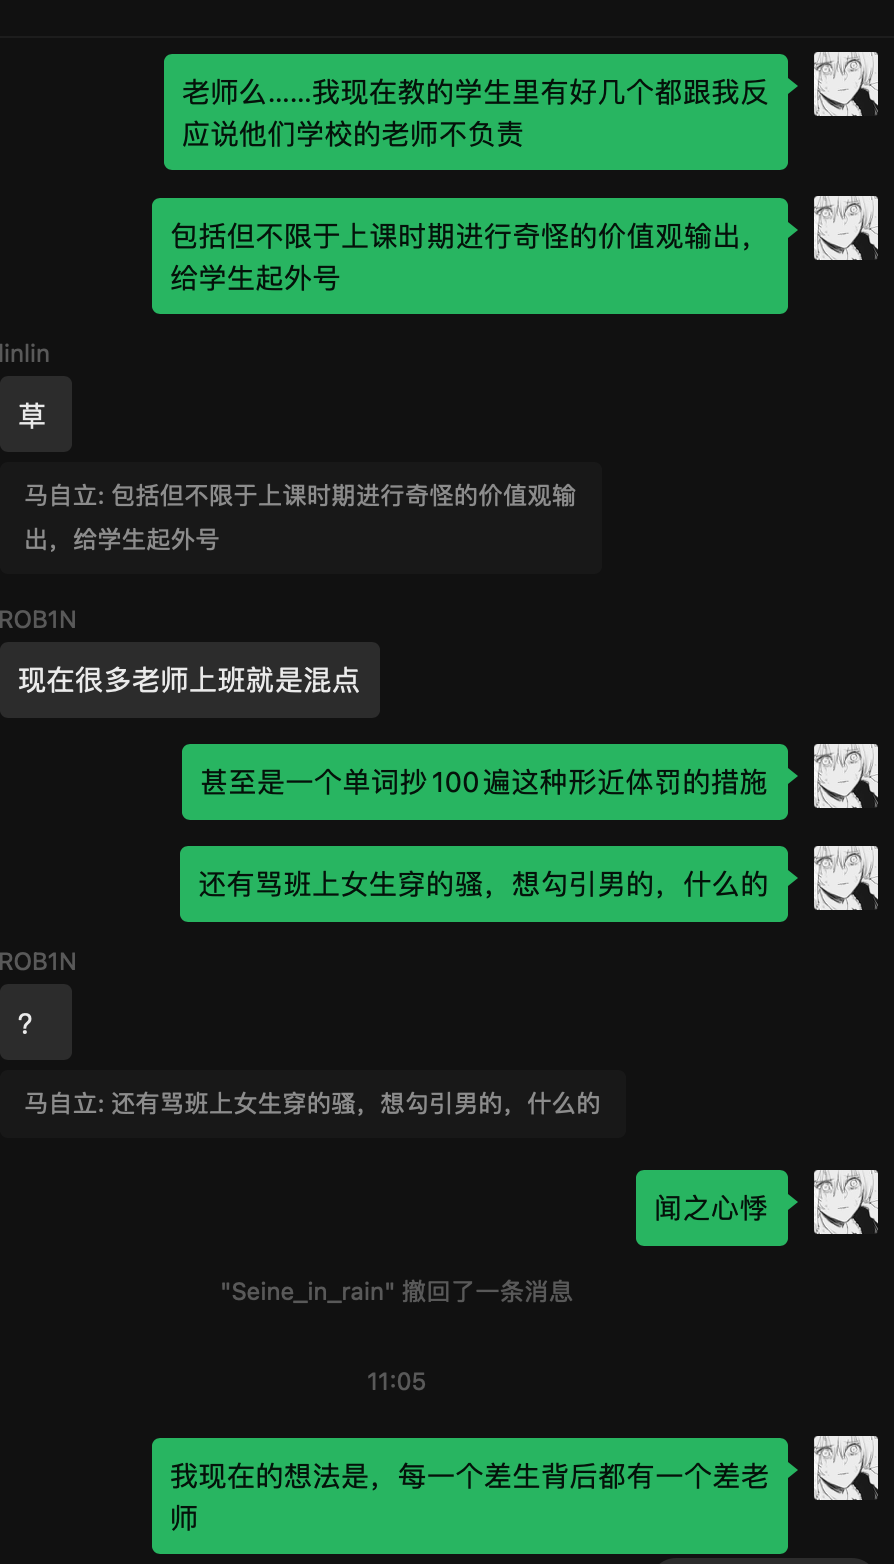 老师么……我现在教的学生里有好几个都跟我反
应说他们学校的老师不负责
包括但不限于上课时期进行奇怪的价值观输出，
给学生起外号
linlin
草
马自立: 包括但不限于上课时期进行奇怪的价值观输
出，给学生起外号
ROB1N
现在很多老师上班就是混点
甚至是一个单词抄100遍这种形近体罚的措施
还有骂班上女生穿的骚，想勾引男的，什么的
ROB1N
?
马自立: 还有骂班上女生穿的骚，想勾引男的，什么的
闻之心悸
"Seine_in_rain" 撤回了一条消息
11:05
我现在的想法是，每一个差生背后都有一个差老
师